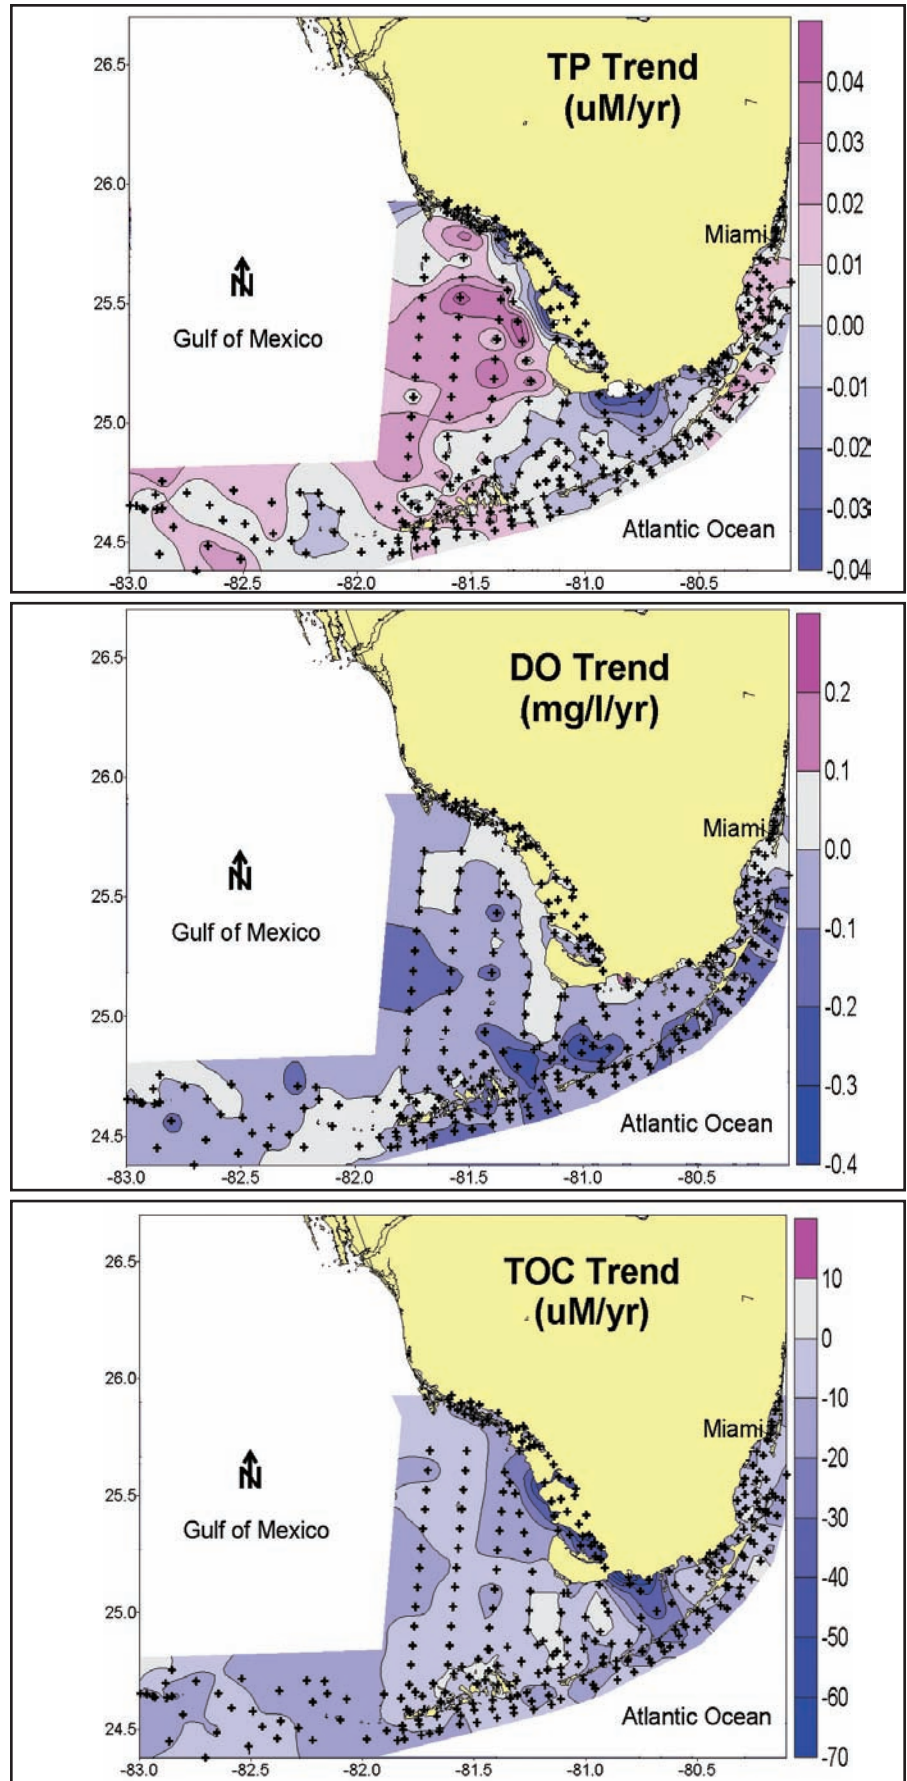 TP Trend
(uM/yr)
26.5
26.0
25.5
25.0
24.5
-83.0 -82.5 -82.0 -81.5 -81.0 -80.5
Miami
N
Gulf of Mexico
Atlantic Ocean
0.04
0.03
0.02
0.01
0.00
-0.01
-0.02
-0.03
-0.04
DO Trend
(mg/l/yr)
26.5
26.0
25.5
25.0
24.5
-83.0 -82.5 -82.0 -81.5 -81.0 -80.5
Miami
N
Gulf of Mexico
Atlantic Ocean
0.2
0.1
0.0
-0.1
-0.2
-0.3
-0.4
TOC Trend
(uM/yr)
26.5
26.0
25.5
25.0
24.5
-83.0 -82.5 -82.0 -81.5 -81.0 -80.5
Miami
N
Gulf of Mexico
Atlantic Ocean
10
0
-10
-20
-30
-40
-50
-60
-70